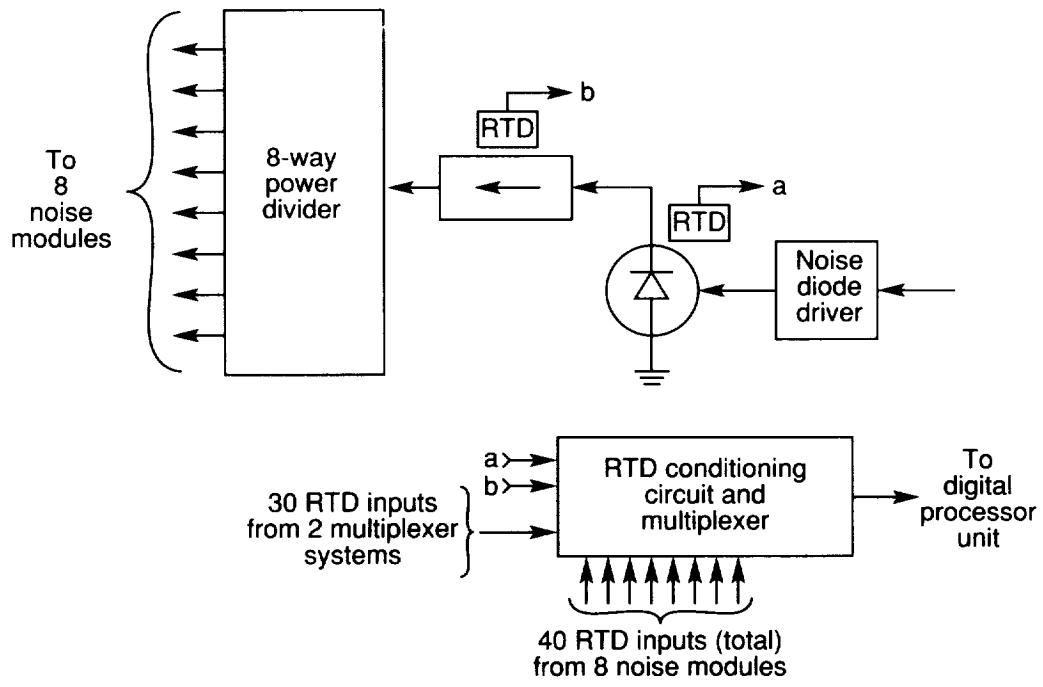 To
8
noise
modules
8-way
power
divider
RTD
b
RTD
a
Noise
diode
driver
a
b
30 RTD inputs
from 2 multiplexer
systems
RTD conditioning
circuit and
multiplexer
To
digital
processor
unit
40 RTD inputs (total)
from 8 noise modules